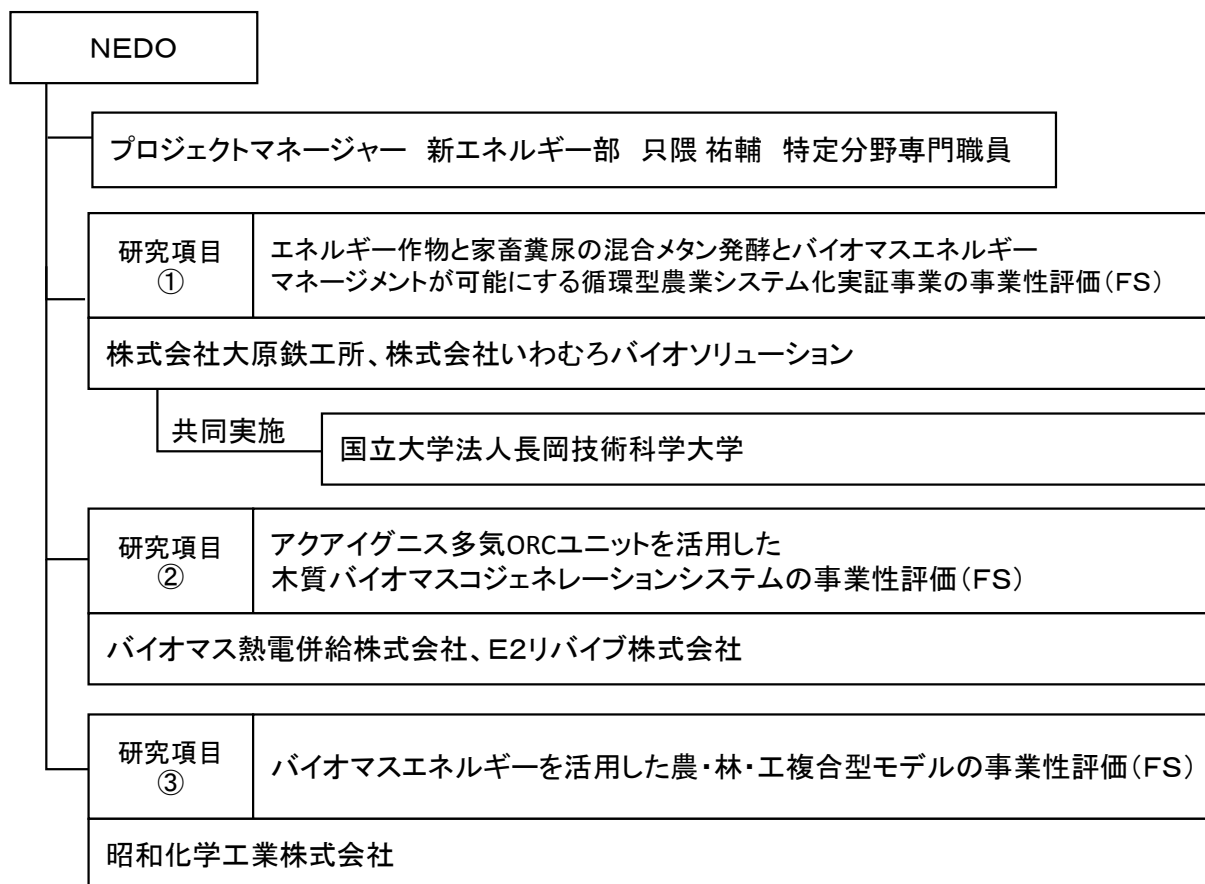 NEDO
プロジェクトマネージャー　新エネルギー部　只隈 祐輔　特定分野専門職員
研究項目
①
エネルギー作物と家畜糞尿の混合メタン発酵とバイオマスエネルギー
マネージメントが可能にする循環型農業システム化実証事業の事業性評価（ＦＳ）
株式会社大原鉄工所、株式会社いわむろバイオソリューション
共同実施
国立大学法人長岡技術科学大学
研究項目
②
アクアイグニス多気ORCユニットを活用した
木質バイオマスコジェネレーションシステムの事業性評価（ＦＳ）
バイオマス熱電併給株式会社、Ｅ２リバイブ株式会社
研究項目
③
バイオマスエネルギーを活用した農・林・工複合型モデルの事業性評価（ＦＳ）
昭和化学工業株式会社